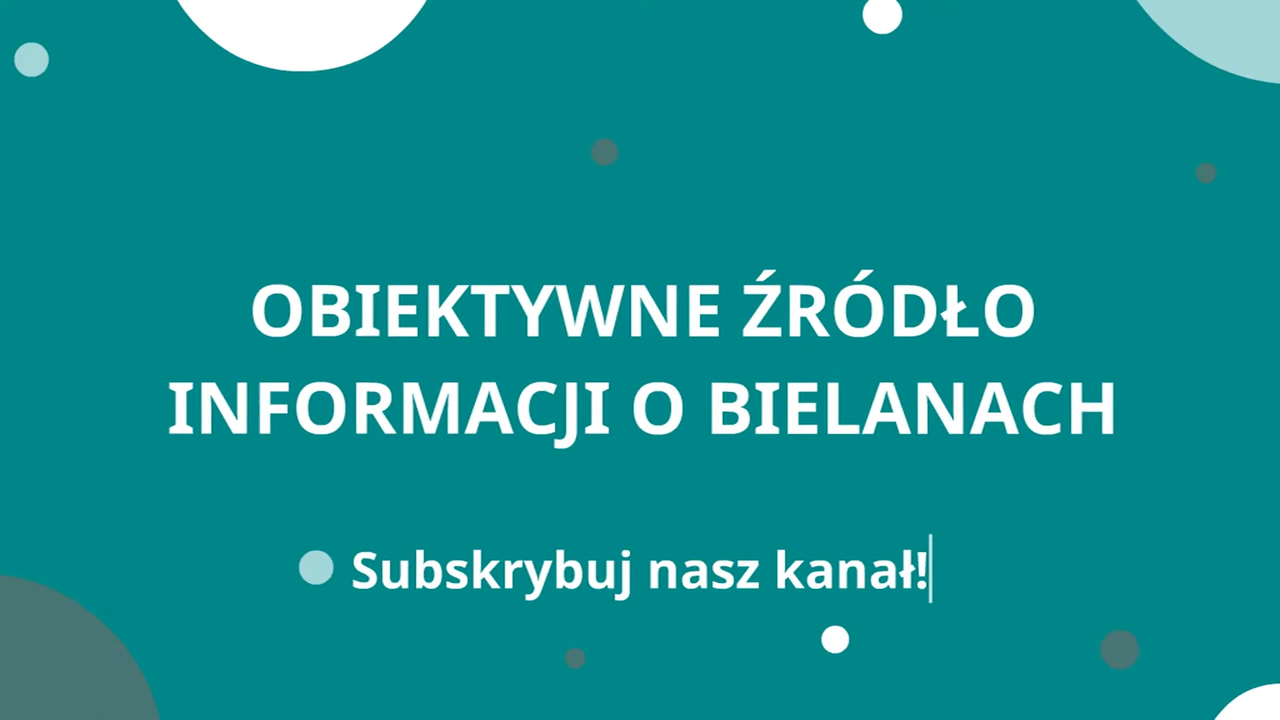 OBIEKTYWNE ŹRÓDŁO
INFORMACJI O BIELANACH
Subskrybuj nasz kanał!